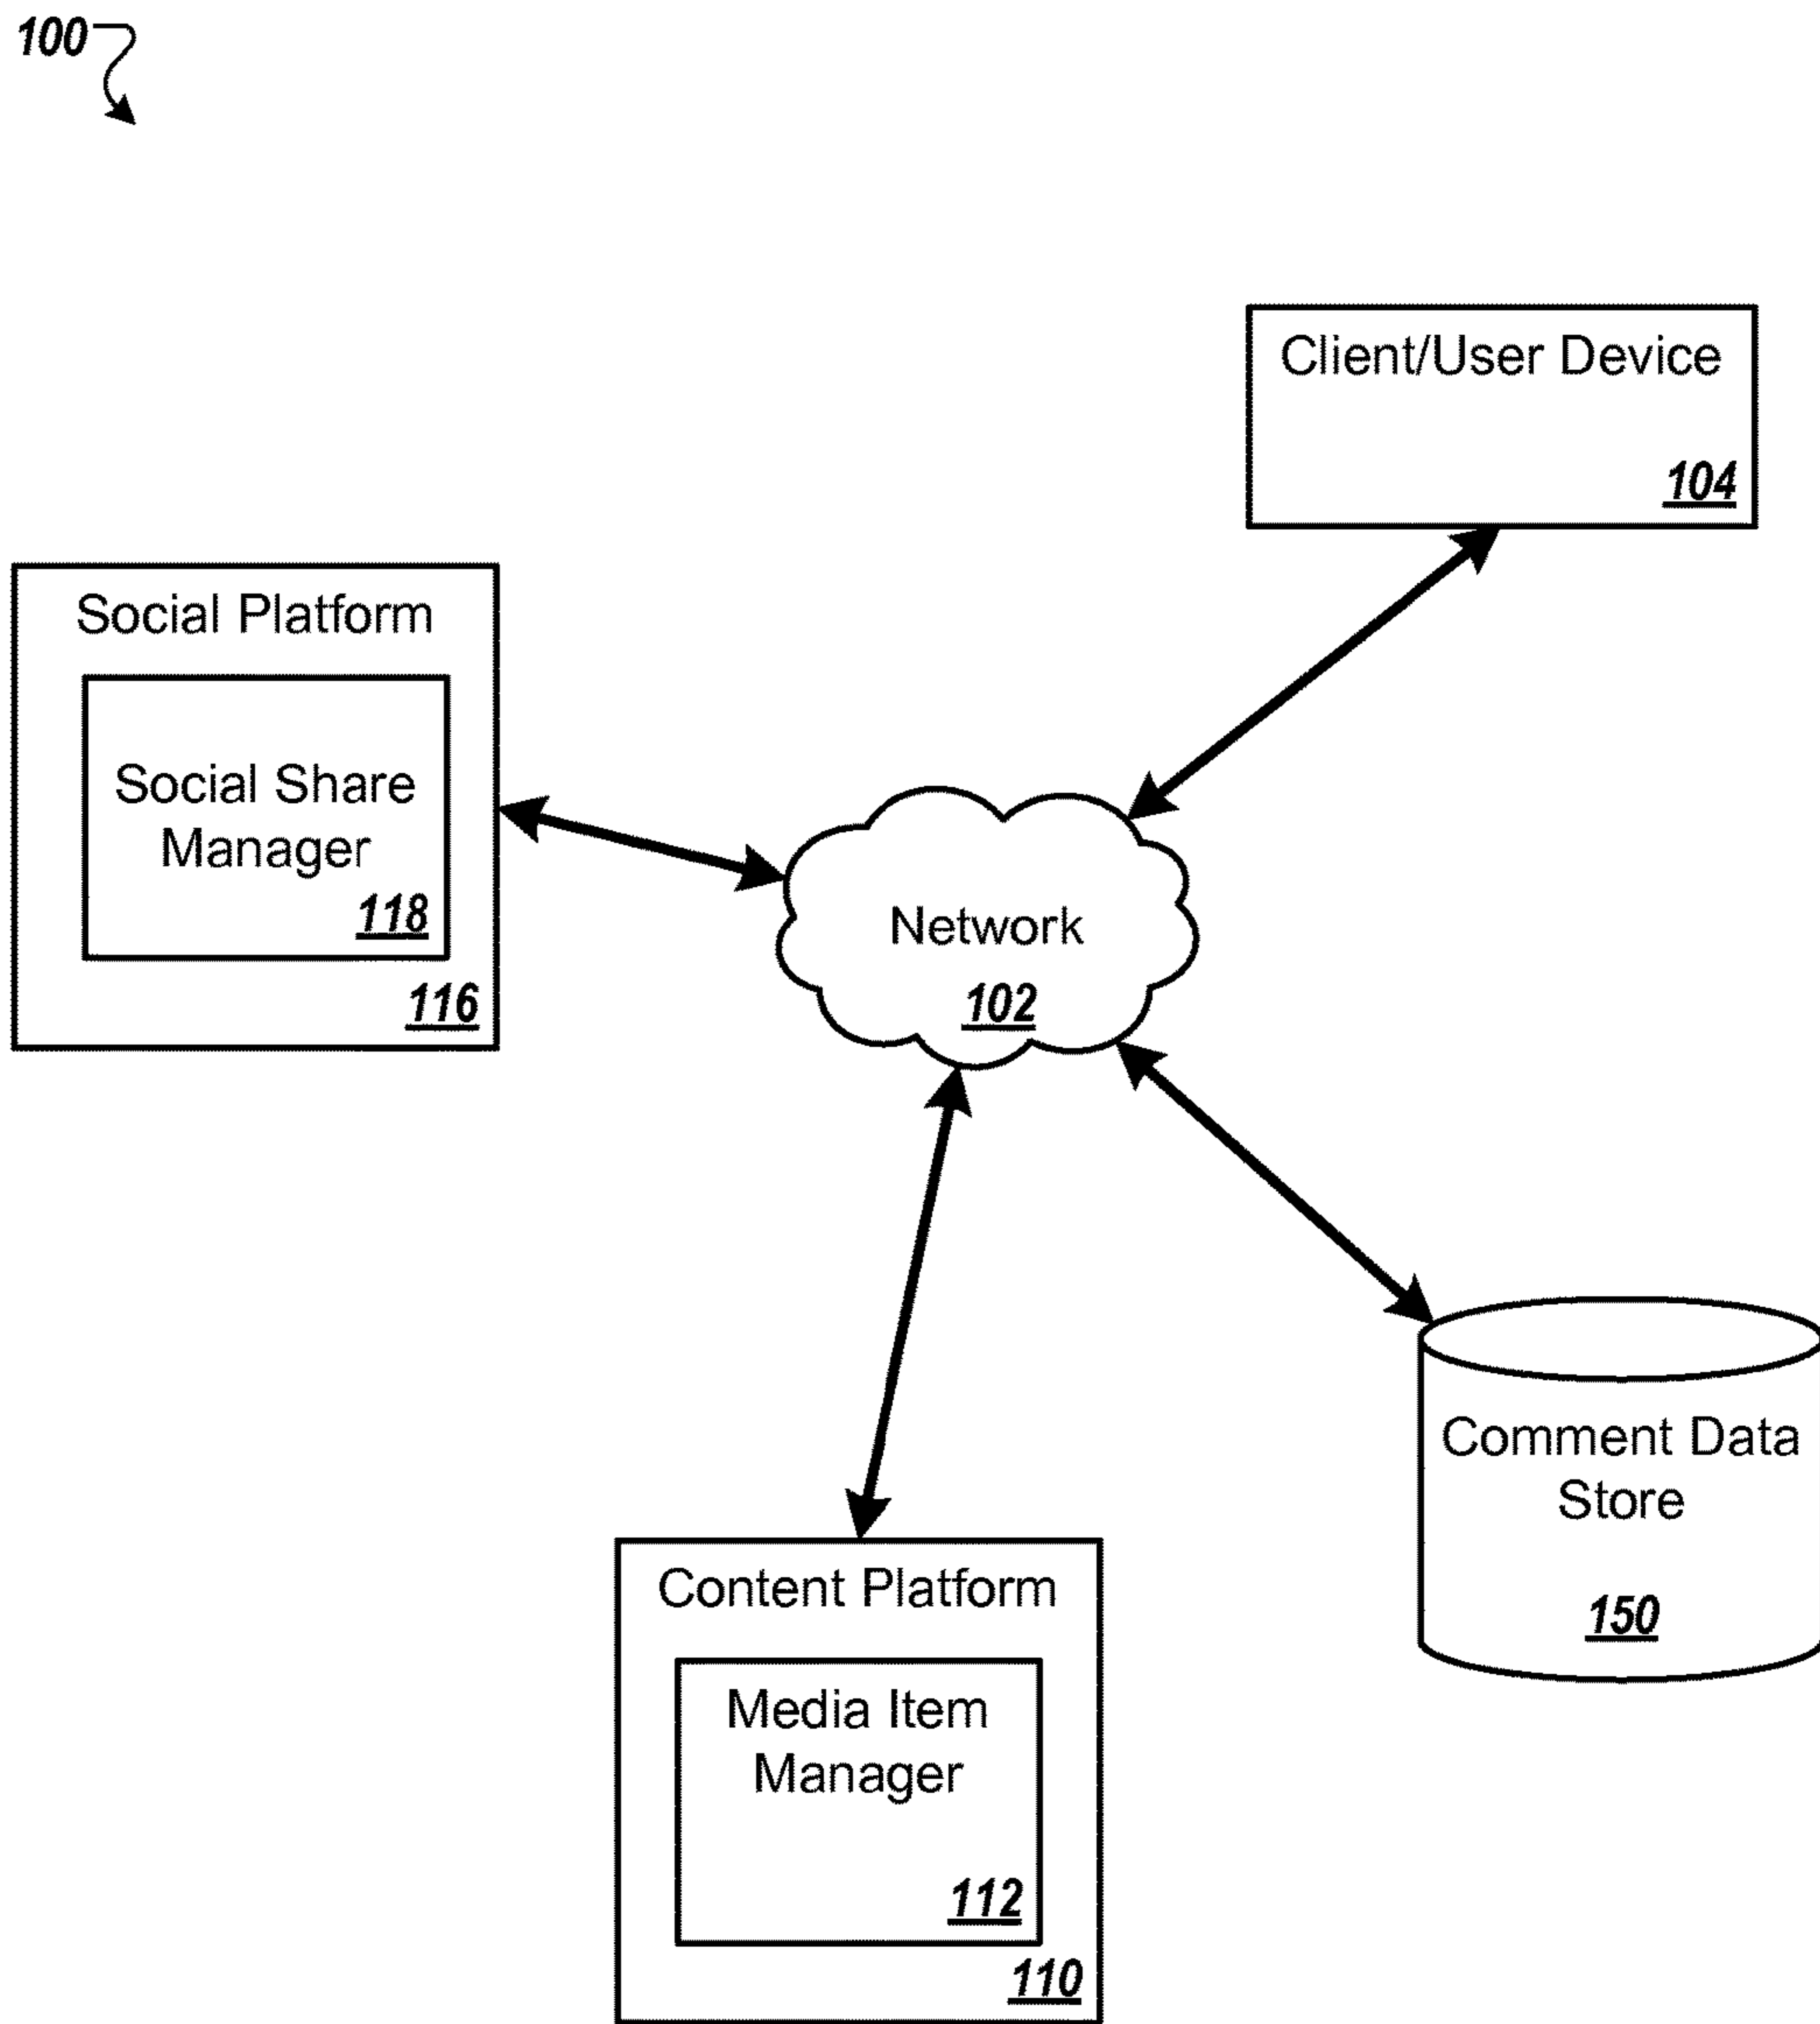 100
Client/User Device
104
Social Platform
Social Share
Manager
118
116
Network
102
Comment Data
Store
150
Content Platform
Media Item
Manager
112
110